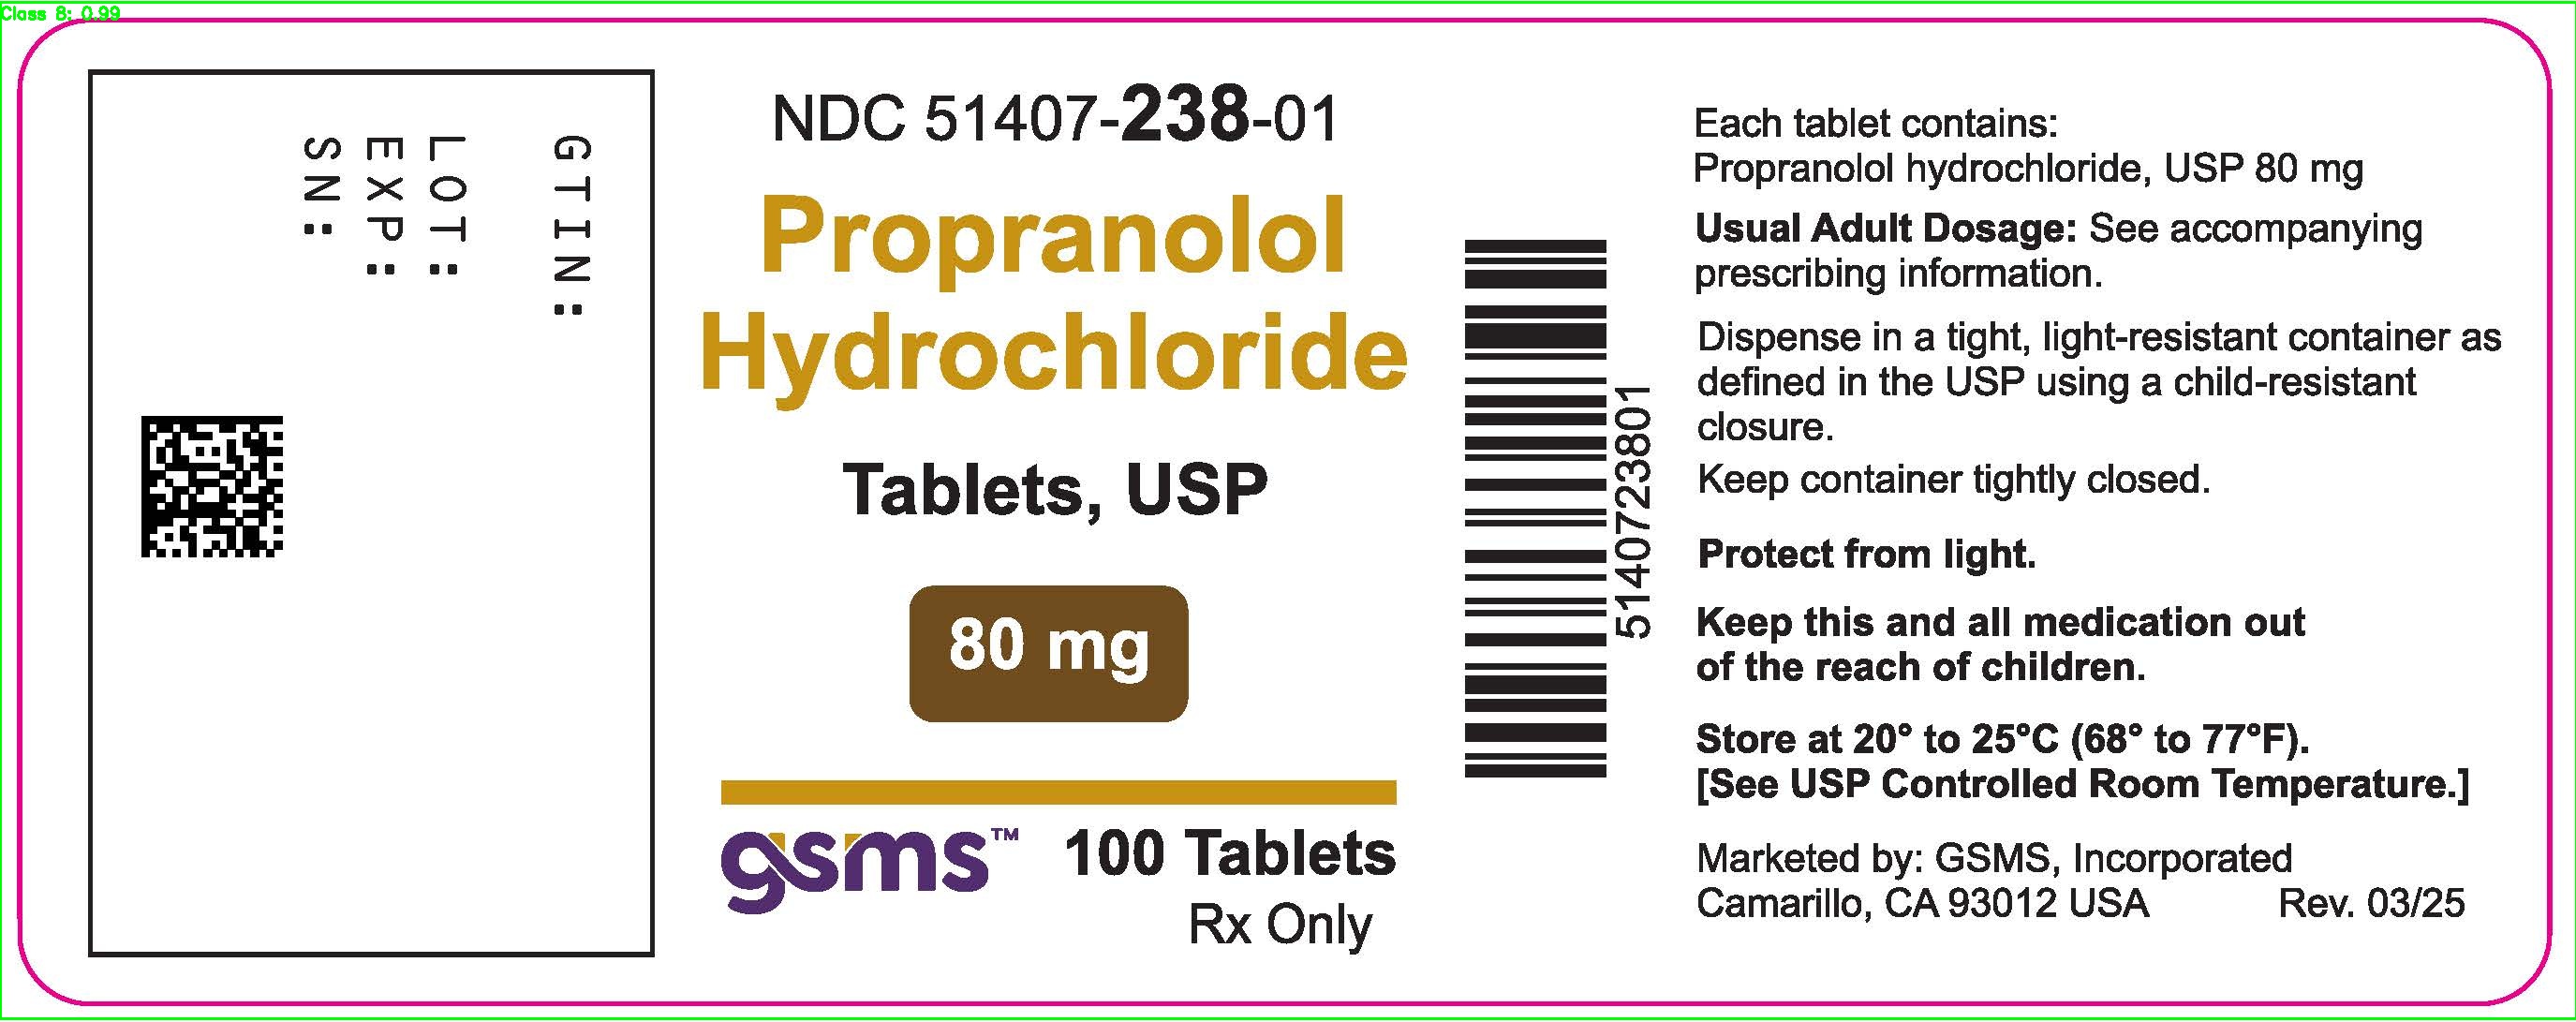 Class 8: 0.99
GTIN:
LOT:
EXP:
SN:
NDC 51407-238-01
Propranolol
Hydrochloride
Tablets, USP
80 mg
gsms™
100 Tablets
Rx Only
5140723801
Each tablet contains:
Propranolol hydrochloride, USP 80 mg
Usual Adult Dosage: See accompanying
prescribing information.
Dispense in a tight, light-resistant container as
defined in the USP using a child-resistant
closure.
Keep container tightly closed.
Protect from light.
Keep this and all medication out
of the reach of children.
Store at 20° to 25°C (68° to 77°F).
[See USP Controlled Room Temperature.]
Marketed by: GSMS, Incorporated
Camarillo, CA 93012 USA Rev. 03/25